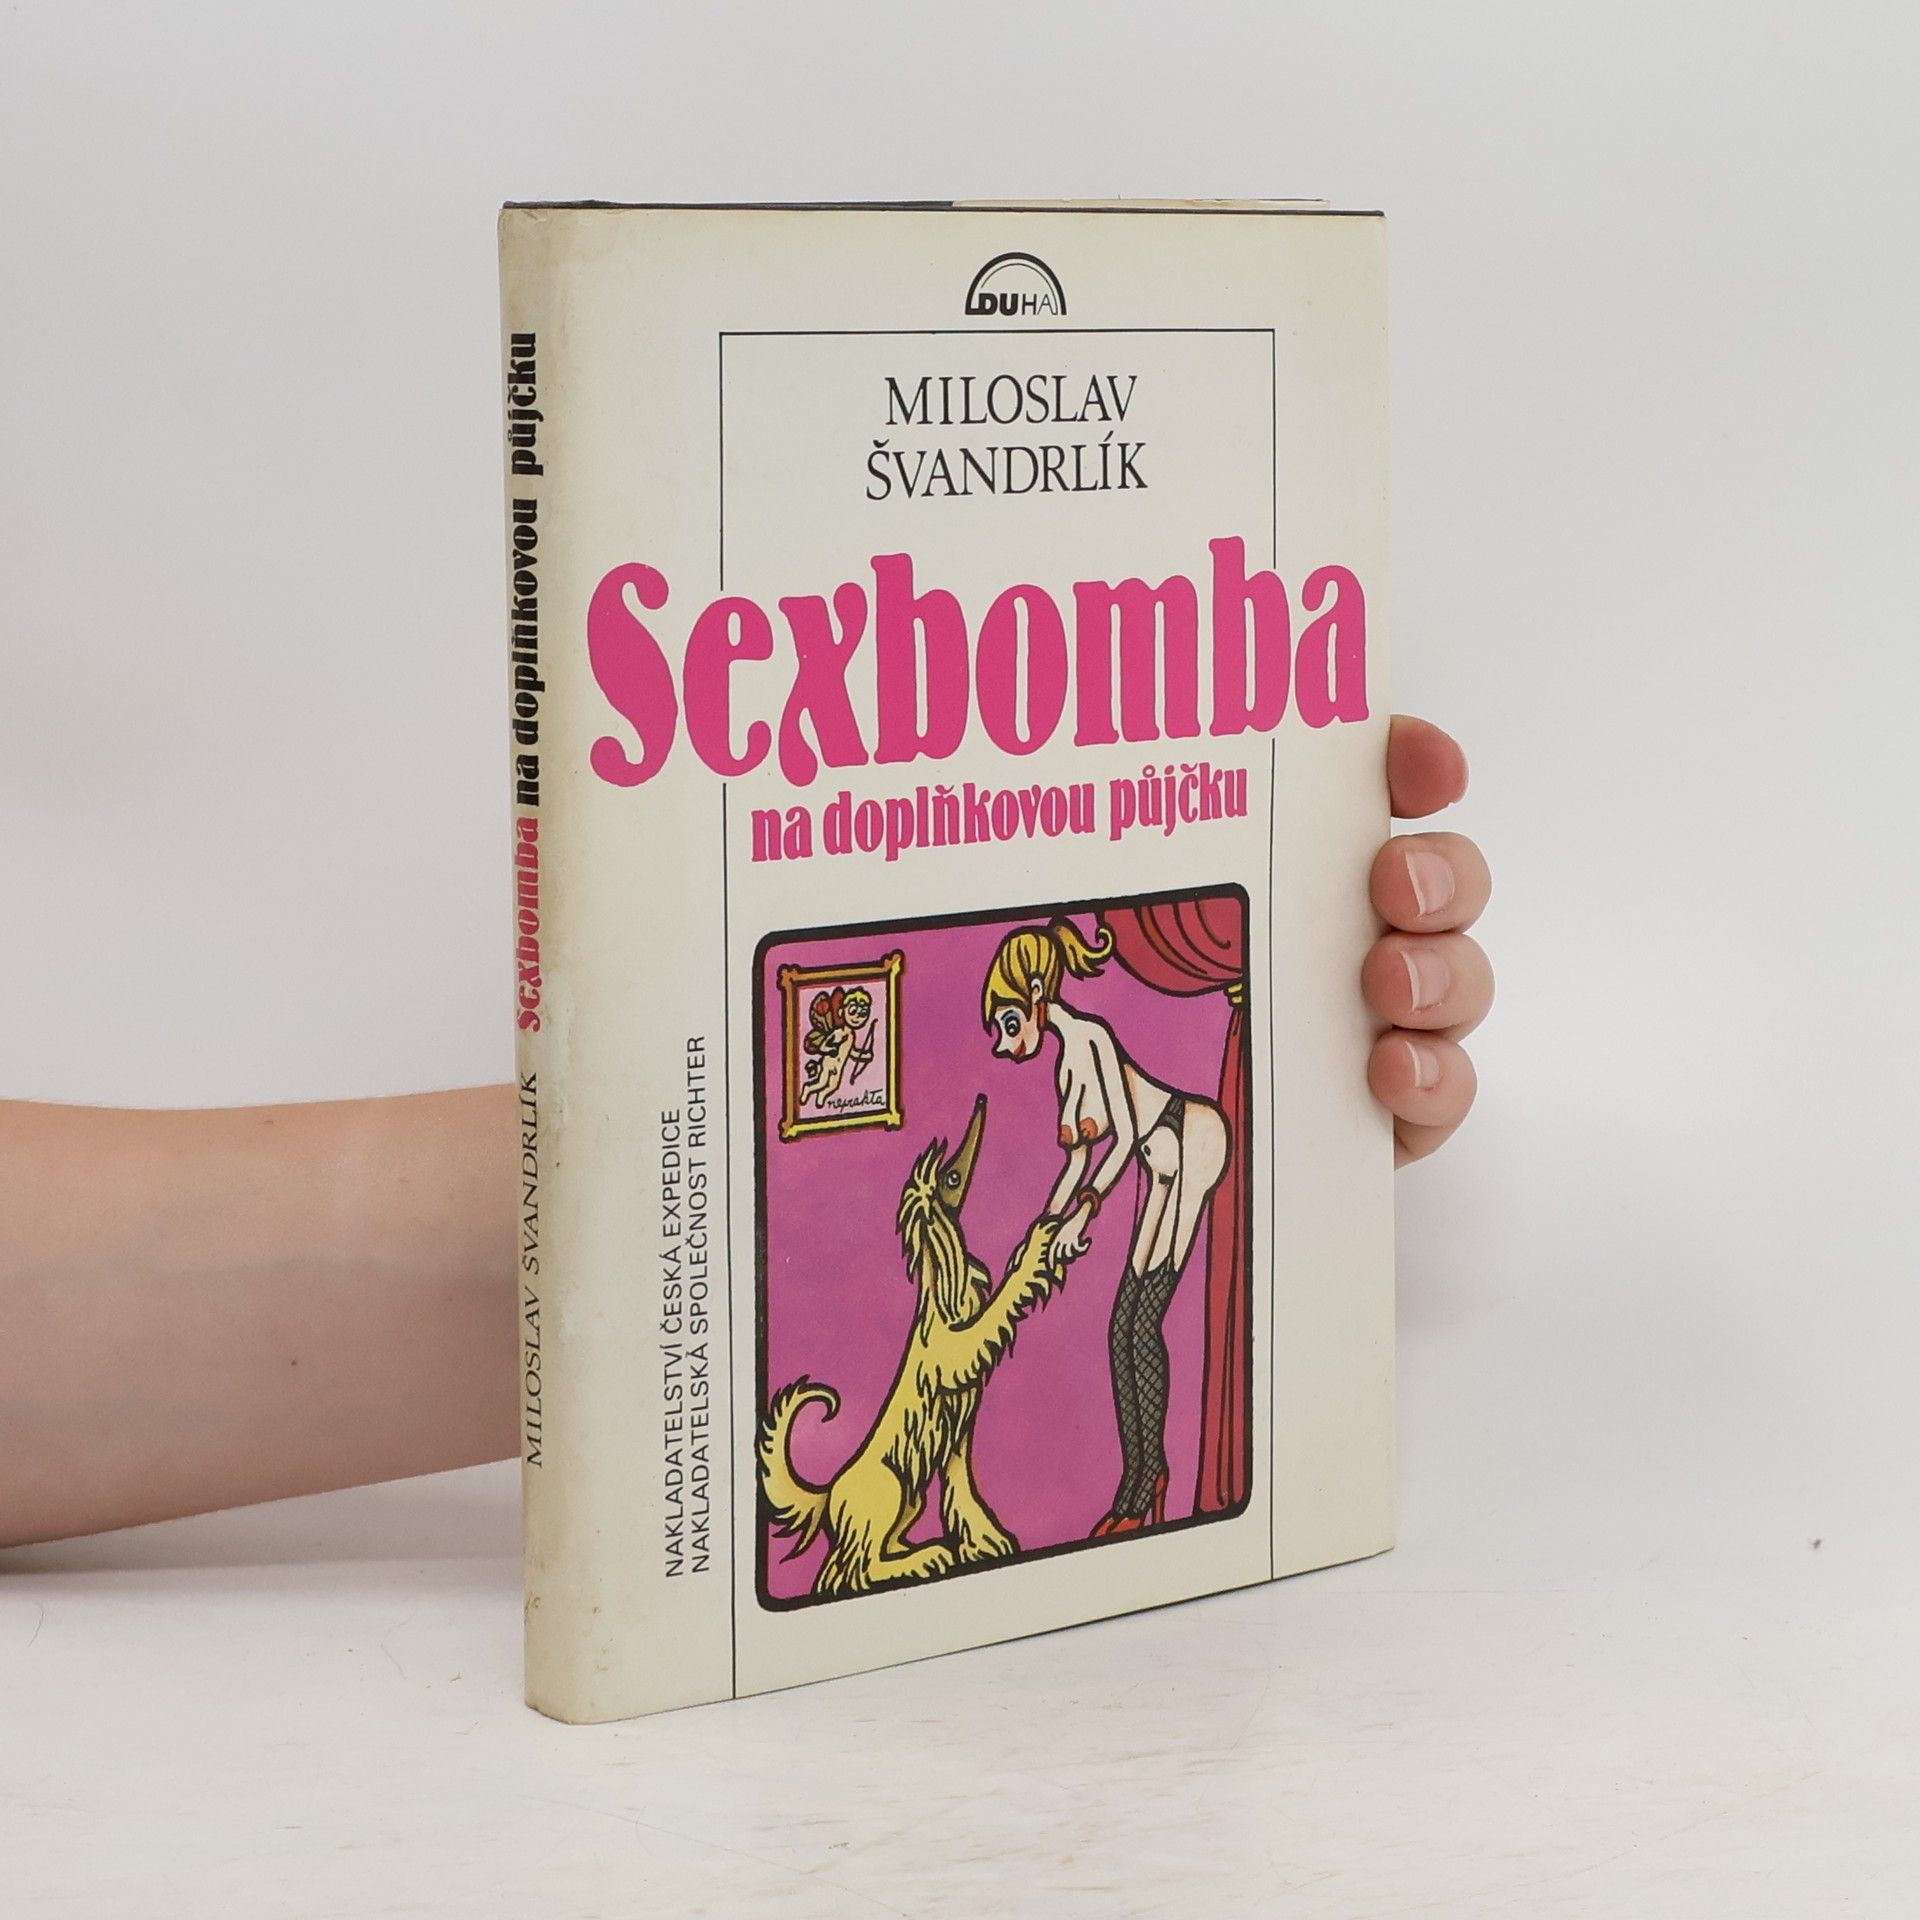 DUHA
MILOSLAV
ŠVANDRLÍK
Sexbomba
na doplňkovou půjčku
neprakta
NAKLADATELSTVÍ ČESKÁ EXPEDICE
NAKLADATELSKÁ SPOLEČNOST RICHTER
MILOSLAV ŠVANDRLÍK Sexbomba na doplňkovou půjčku